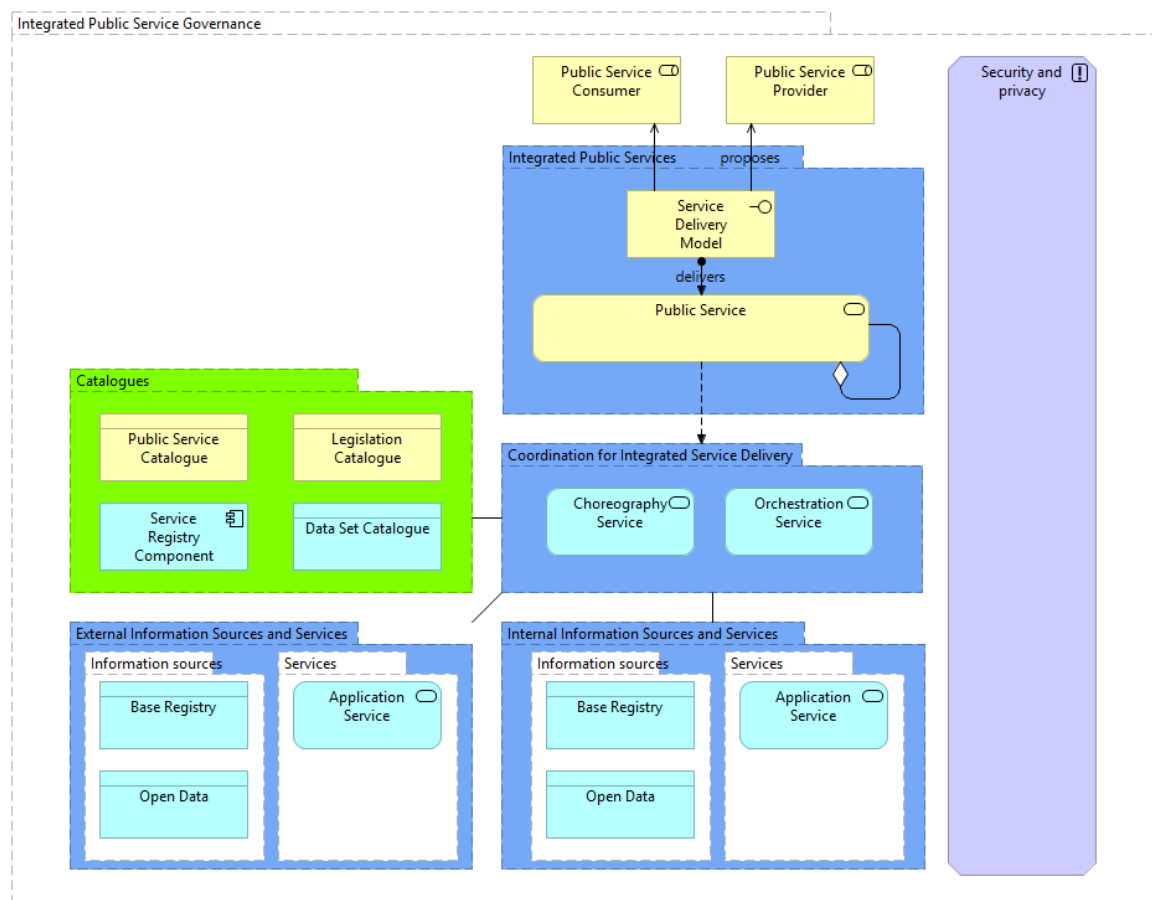 Integrated Public Service Governance
Public Service
Consumer
Public Service
Provider
Security and
privacy
Integrated Public Services
proposes
Service
Delivery
Model
delivers
Public Service
Catalogues
Public Service
Catalogue
Legislation
Catalogue
Service
Registry
Component
Data Set Catalogue
Coordination for Integrated Service Delivery
Choreography
Service
Orchestration
Service
External Information Sources and Services
Information sources
Base Registry
Open Data
Services
Application
Service
Internal Information Sources and Services
Information sources
Base Registry
Open Data
Services
Application
Service